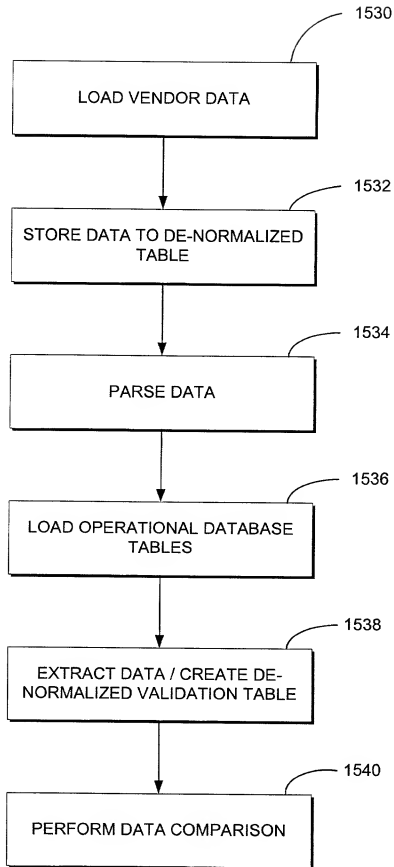 1530
LOAD VENDOR DATA
1532
STORE DATA TO DE-NORMALIZED
TABLE
1534
PARSE DATA
1536
LOAD OPERATIONAL DATABASE
TABLES
1538
EXTRACT DATA / CREATE DE-
NORMALIZED VALIDATION TABLE
1540
PERFORM DATA COMPARISON